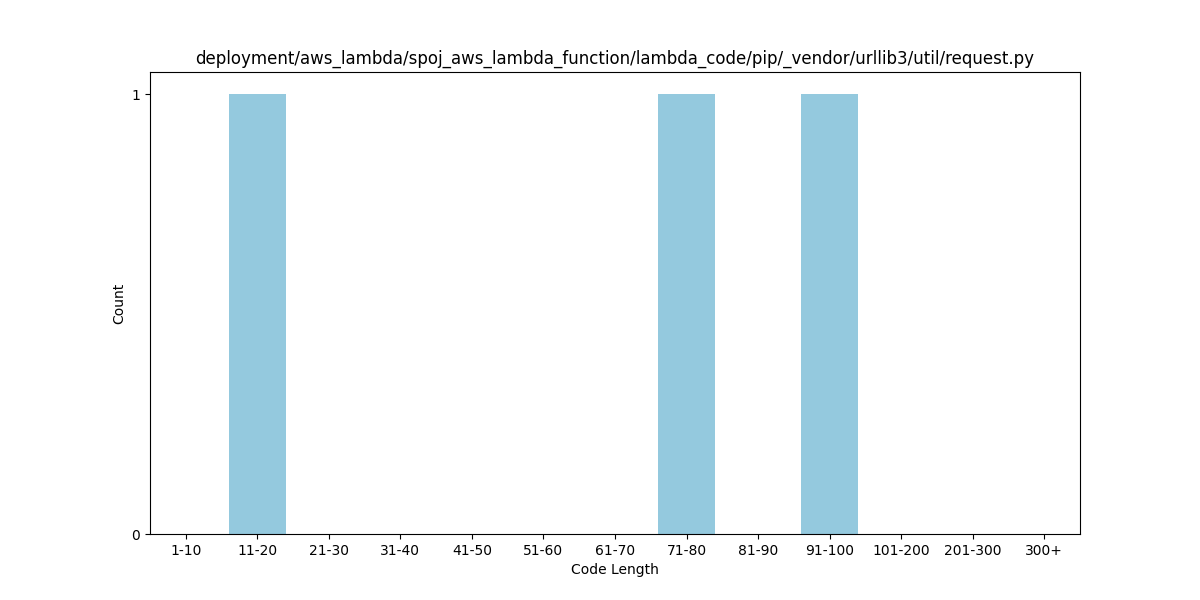 deployment/aws_lambda/spoj_aws_lambda_function/lambda_code/pip/_vendor/urllib3/util/request.py
1
Count
0
1-10 11-20 21-30 31-40 41-50 51-60 61-70 71-80 81-90 91-100 101-200 201-300 300+
Code Length